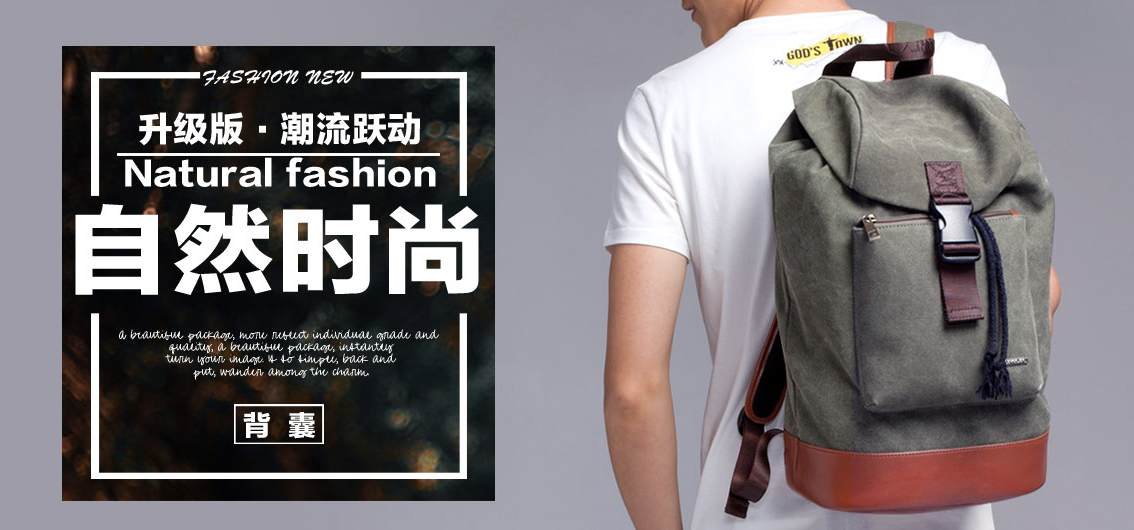 FASHION NEW
升级版·潮流跃动
Natural fashion
自然时尚
a beautiful package, more reflect individual grade and
quality, a beautiful package, instantly
turn your image. It so simple, back and
put, wander among the charm.
背囊
GOD'S TOWN